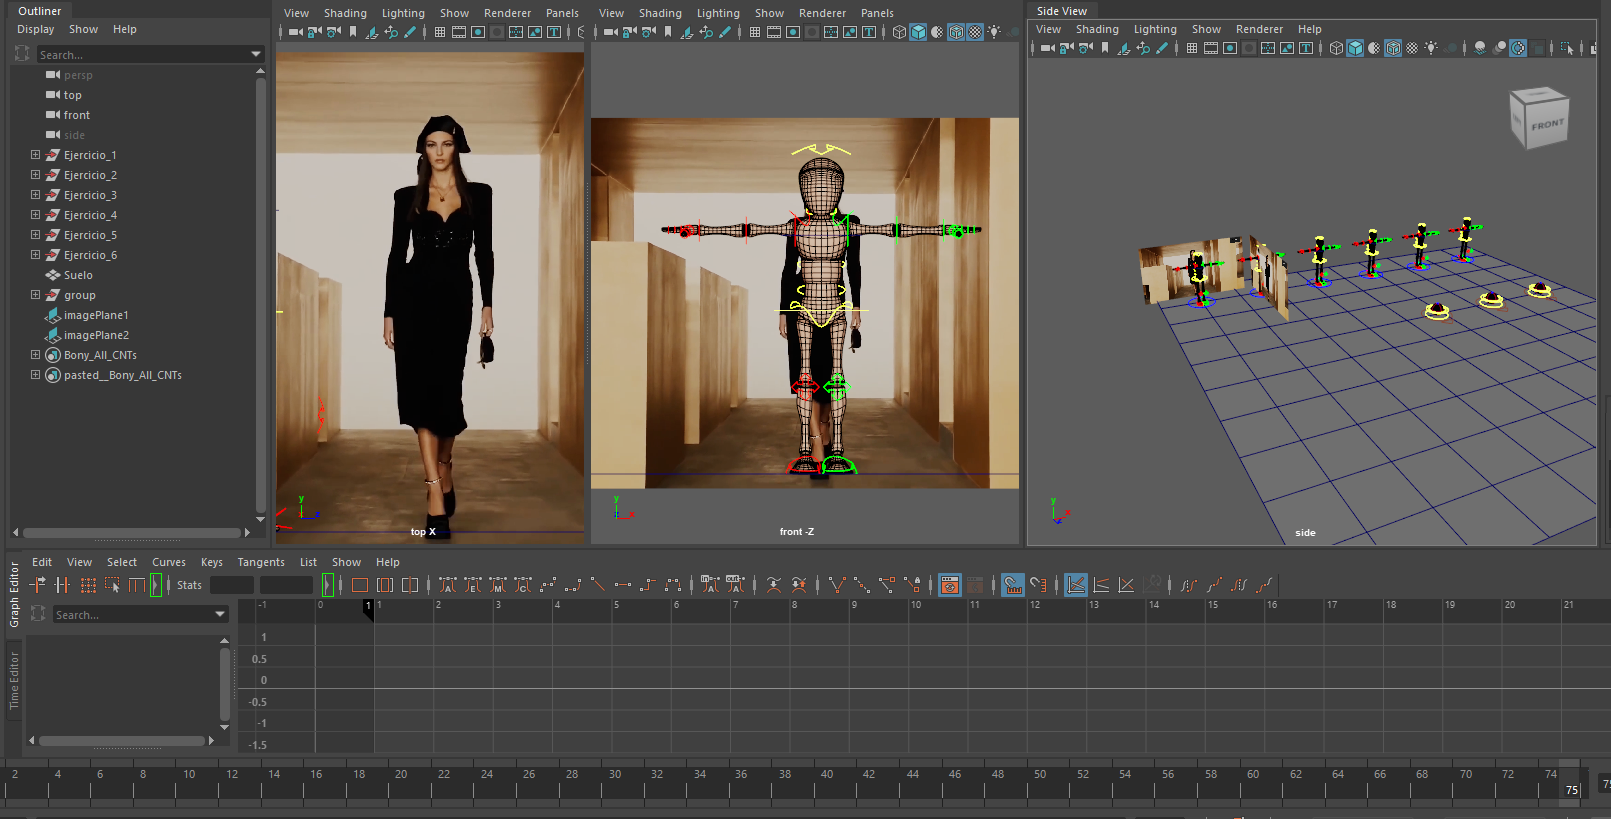 Outliner
Display Show Help
Search...
persp
top
front
side
Ejercicio_1
Ejercicio_2
Ejercicio_3
Ejercicio_4
Ejercicio_5
Ejercicio_6
Suelo
group
imagePlane1
imagePlane2
Bony_All_CNTs
pasted__Bony_All_CNTs
View Shading Lighting Show Renderer Panels
y
z
top X
View Shading Lighting Show Renderer Panels
y
x
front -Z
Side View
View Shading Lighting Show Renderer Help
FRONT
y
x
z
side
Graph Editor
Time Editor
Edit View Select Curves Keys Tangents List Show Help
Stats
Search...
-1 0 1 1 2 3 4 5 6 7 8 9 10 11 12 13 14 15 16 17 18 19 20 21
1
0.5
0
-0.5
-1
-1.5
2 4 6 8 10 12 14 16 18 20 22 24 26 28 30 32 34 36 38 40 42 44 46 48 50 52 54 56 58 60 62 64 66 68 70 72 74
75